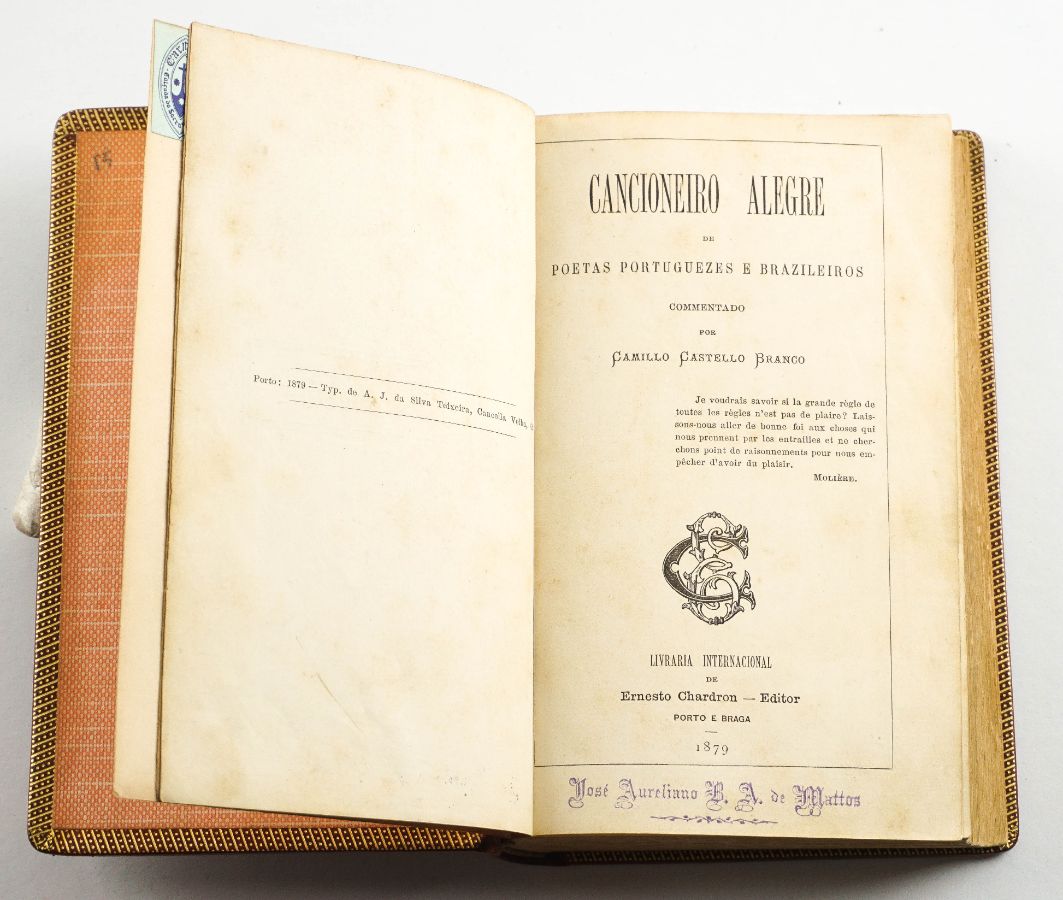 15
Porto: 1879 — Typ. de A. J. da Silva Teixeira, Cancella Velha,
CANCIONEIRO ALEGRE
DE
POETAS PORTUGUEZES E BRAZILEIROS
COMMENTADO
POR
CAMILLO CASTELLO BRANCO
Je voudrais savoir si la grande règle de
toutes les règles n'est pas de plaire? Lais-
sons-nous aller de bonne foi aux choses qui
nous prennent par les entrailles et ne cher-
chons point de raisonnements pour nous em-
pêcher d'avoir du plaisir.
MOLIÈRE.
LIVRARIA INTERNACIONAL
DE
Ernesto Chardron — Editor
PORTO E BRAGA
1879
José Aureliano B. A. de Mattos